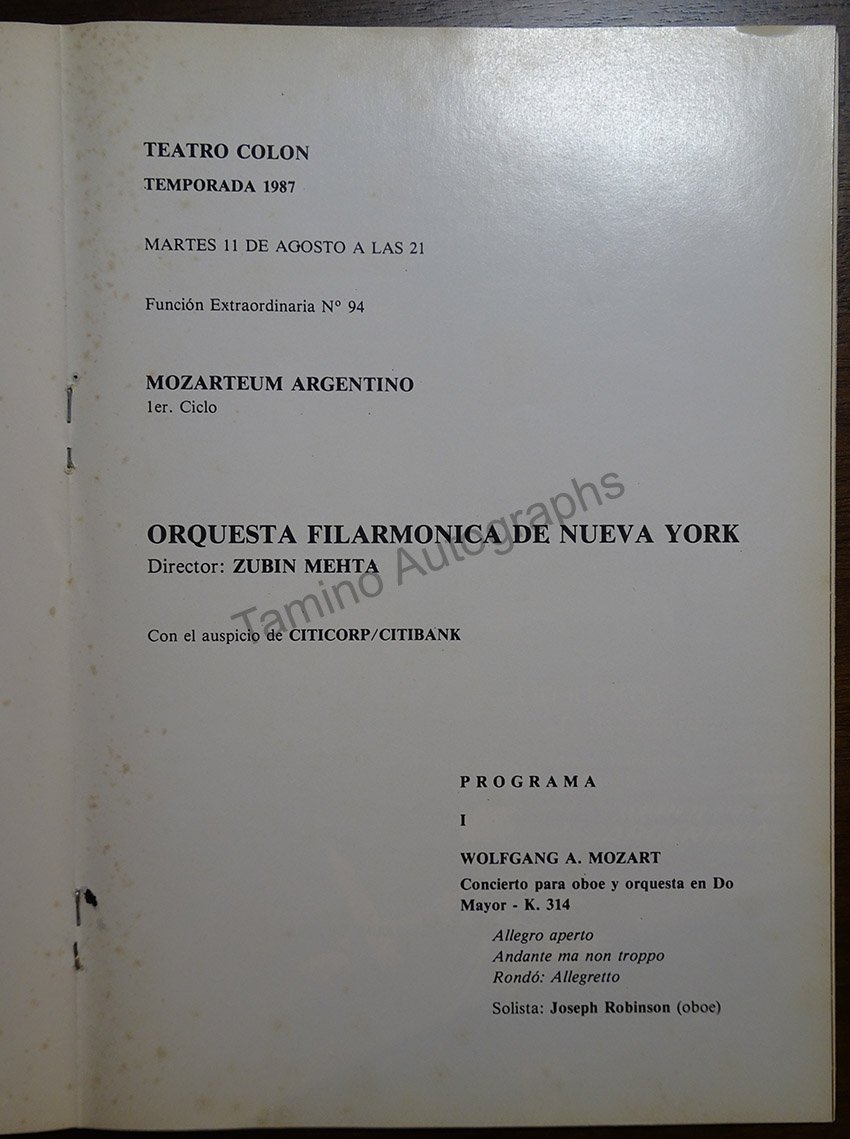 TEATRO COLON
TEMPORADA 1987
MARTES 11 DE AGOSTO A LAS 21
Función Extraordinaria Nº 94
MOZARTEUM ARGENTINO
1er. Ciclo
ORQUESTA FILARMONICA DE NUEVA YORK
Director: ZUBIN MEHTA
Tamino Autographs
Con el auspicio de CITICORP/CITIBANK
PROGRAMA
I
WOLFGANG A. MOZART
Concierto para oboe y orquesta en Do
Mayor - K. 314
Allegro aperto
Andante ma non troppo
Rondó: Allegretto
Solista: Joseph Robinson (oboe)